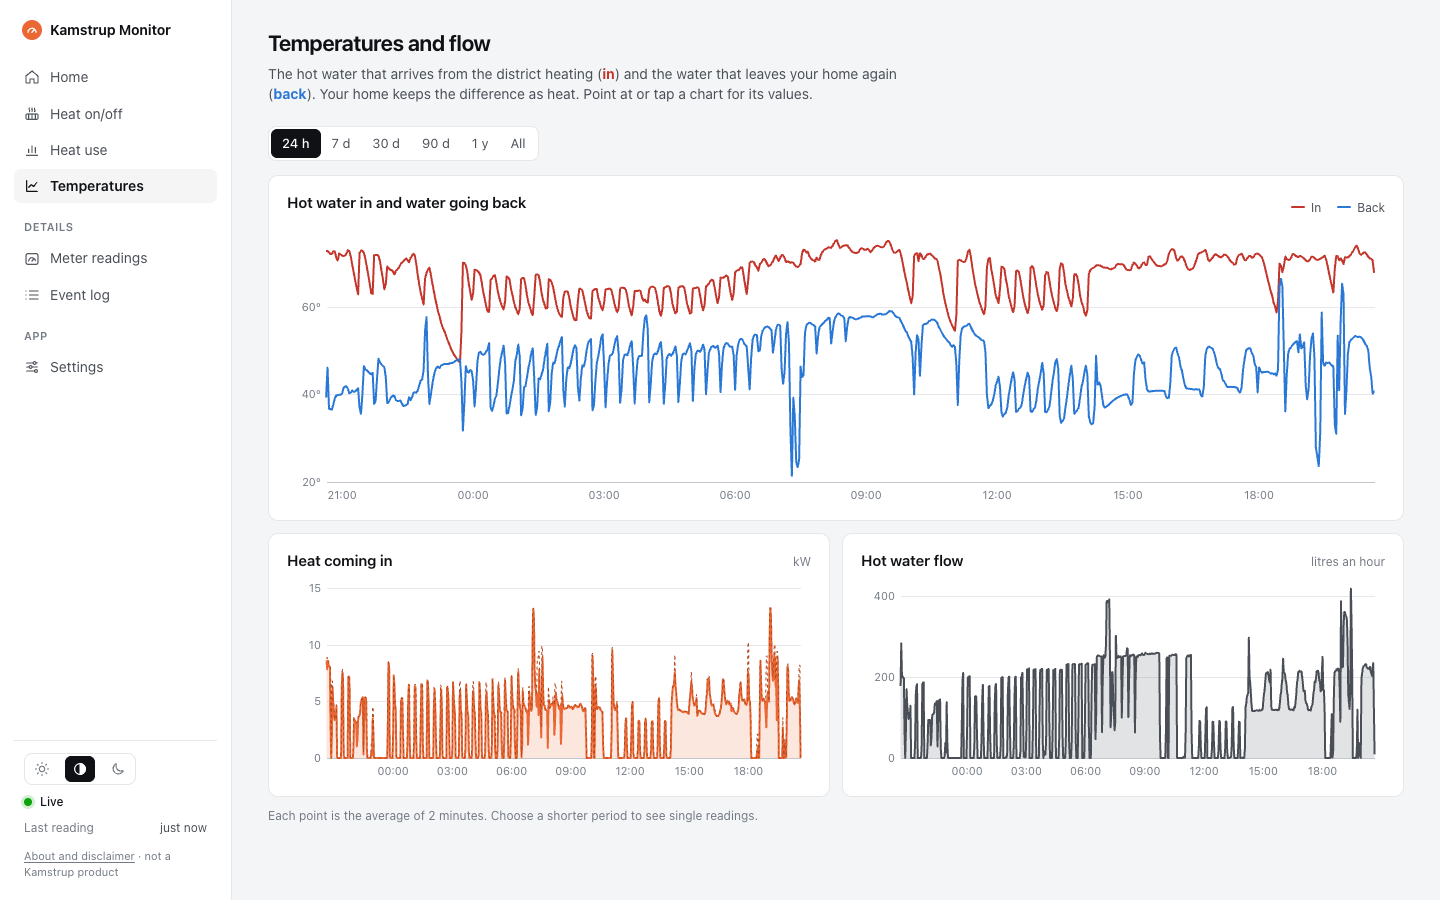 Kamstrup Monitor
Home
Heat on/off
Heat use
Temperatures
DETAILS
Meter readings
Event log
APP
Settings
Live
Last reading just now
About and disclaimer · not a
Kamstrup product
Temperatures and flow
The hot water that arrives from the district heating (in) and the water that leaves your home again
(back). Your home keeps the difference as heat. Point at or tap a chart for its values.
24 h 7 d 30 d 90 d 1 y All
Hot water in and water going back
In Back
60°
40°
20°
21:00 00:00 03:00 06:00 09:00 12:00 15:00 18:00
Heat coming in kW
15
10
5
0
00:00 03:00 06:00 09:00 12:00 15:00 18:00
Hot water flow litres an hour
400
200
0
00:00 03:00 06:00 09:00 12:00 15:00 18:00
Each point is the average of 2 minutes. Choose a shorter period to see single readings.